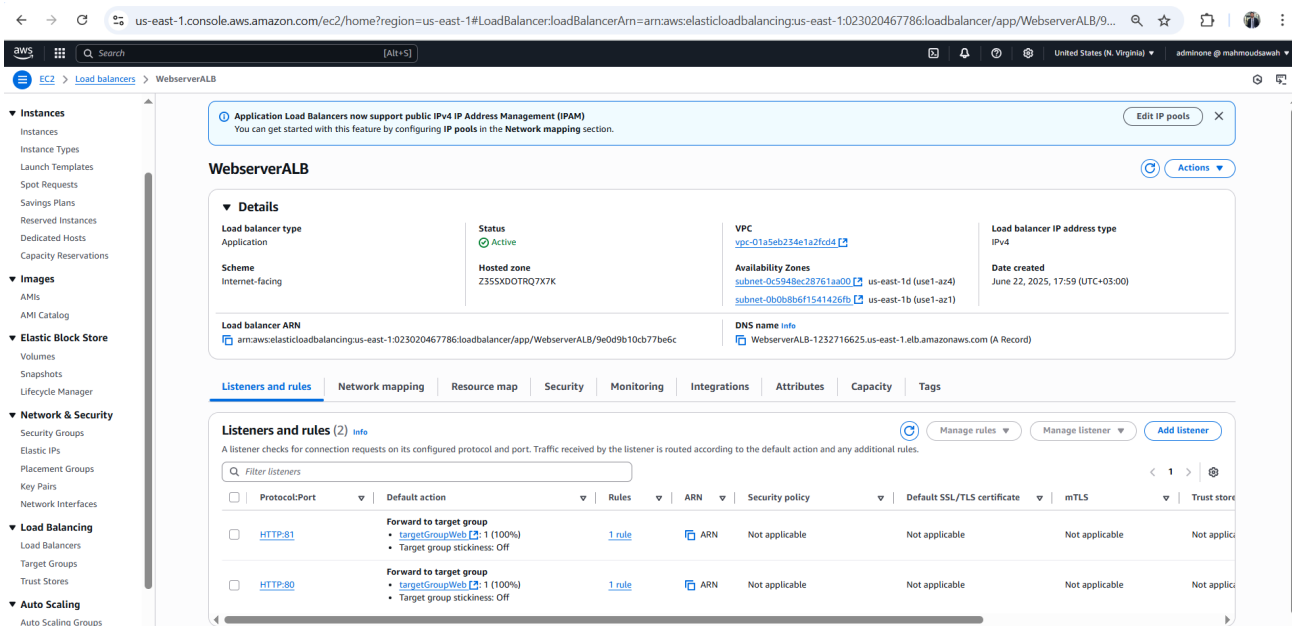 us-east-1.console.aws.amazon.com/ec2/home?region=us-east-1#LoadBalancer:loadBalancerArn=arn:aws:elasticloadbalancing:us-east-1:023020467786:loadbalancer/app/WebserverALB/9...
aws Search [Alt+S] United States (N. Virginia) adminone @ mahmoudsawah
EC2 > Load balancers > WebserverALB
Instances
Instances
Instance Types
Launch Templates
Spot Requests
Savings Plans
Reserved Instances
Dedicated Hosts
Capacity Reservations
Images
AMIs
AMI Catalog
Elastic Block Store
Volumes
Snapshots
Lifecycle Manager
Network & Security
Security Groups
Elastic IPs
Placement Groups
Key Pairs
Network Interfaces
Load Balancing
Load Balancers
Target Groups
Trust Stores
Auto Scaling
Auto Scaling Groups
Application Load Balancers now support public IPv4 IP Address Management (IPAM)
You can get started with this feature by configuring IP pools in the Network mapping section.
Edit IP pools
WebserverALB
Actions
Details
Load balancer type
Application
Status
Active
VPC
vpc-01a5eb234e1a2fcd4
Load balancer IP address type
IPv4
Scheme
Internet-facing
Hosted zone
Z35SXDOTRQ7X7K
Availability Zones
subnet-0c5948ec28761aa00 us-east-1d (use1-az4)
subnet-0b0b8b6f1541426fb us-east-1b (use1-az1)
Date created
June 22, 2025, 17:59 (UTC+03:00)
Load balancer ARN
arn:aws:elasticloadbalancing:us-east-1:023020467786:loadbalancer/app/WebserverALB/9e0d9b10cb77be6c
DNS name Info
WebserverALB-1232716625.us-east-1.elb.amazonaws.com (A Record)
Listeners and rules Network mapping Resource map Security Monitoring Integrations Attributes Capacity Tags
Listeners and rules (2) Info
Manage rules Manage listener Add listener
A listener checks for connection requests on its configured protocol and port. Traffic received by the listener is routed according to the default action and any additional rules.
Filter listeners
1
Protocol:Port Default action Rules ARN Security policy Default SSL/TLS certificate mTLS Trust store
Forward to target group
HTTP:81 • targetGroupWeb: 1 (100%) 1 rule ARN Not applicable Not applicable Not applicable Not applica
• Target group stickiness: Off
Forward to target group
HTTP:80 • targetGroupWeb: 1 (100%) 1 rule ARN Not applicable Not applicable Not applicable Not applica
• Target group stickiness: Off